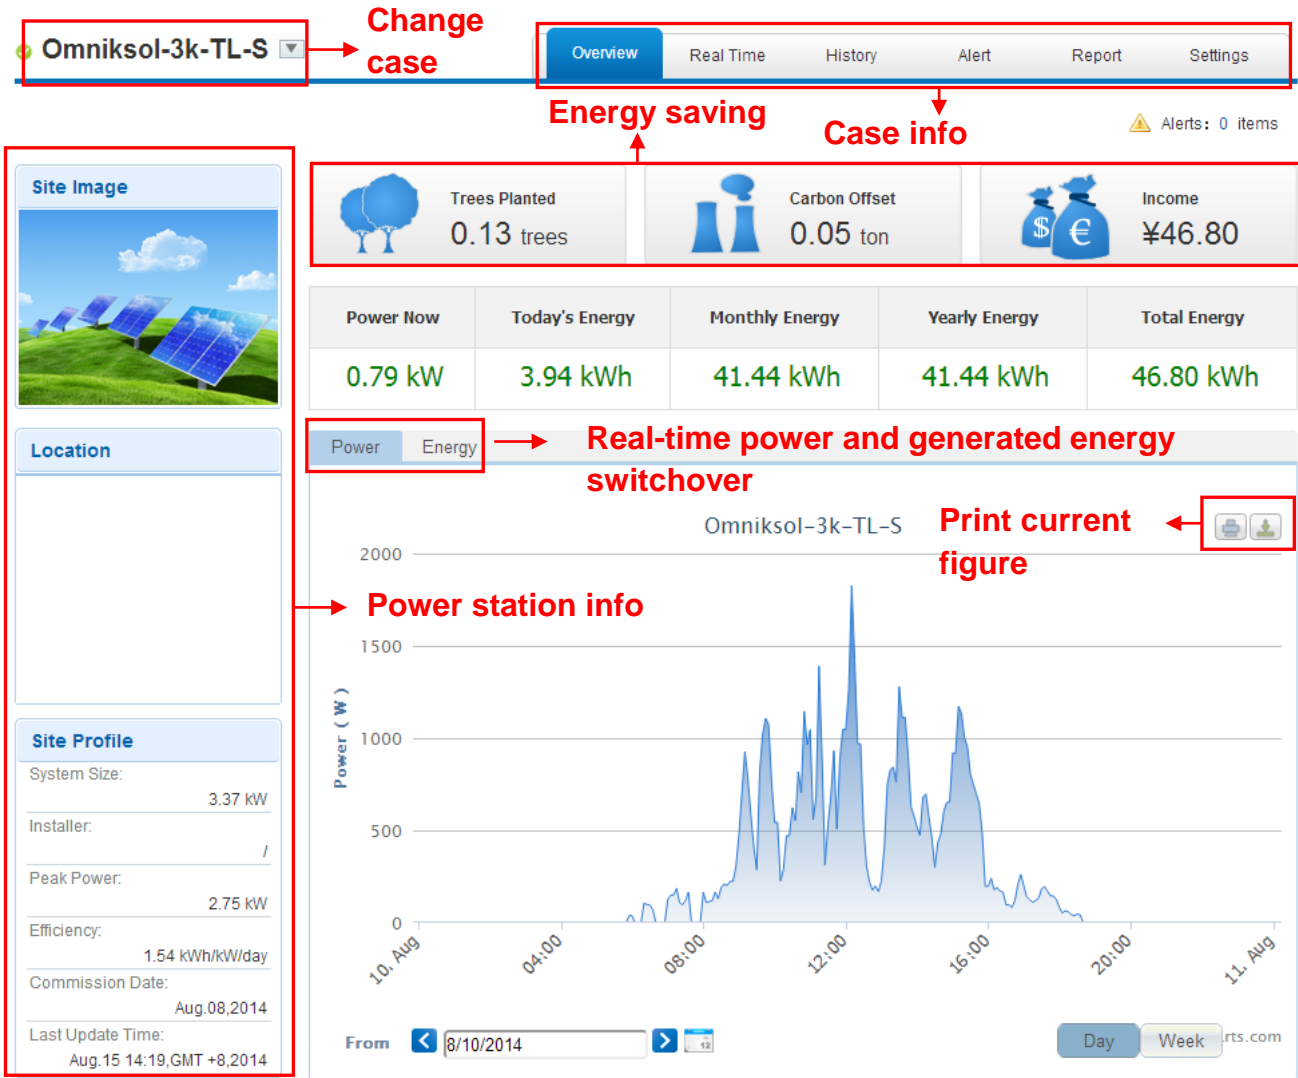 Omniksol-3k-TL-S
Change
case
Overview Real Time History Alert Report Settings
Energy saving
Case info
Alerts: 0 items
Site Image
Trees Planted
0.13 trees
Carbon Offset
0.05 ton
$ €
Income
¥46.80
Power Now Today's Energy Monthly Energy Yearly Energy Total Energy
0.79 kW 3.94 kWh 41.44 kWh 41.44 kWh 46.80 kWh
Location
Power Energy
Real-time power and generated energy
switchover
Omniksol-3k-TL-S
Print current
figure
Power station info
2000
1500
1000
500
0
Power ( W )
10. Aug 04:00 08:00 12:00 16:00 20:00 11. Aug
Site Profile
System Size:
3.37 kW
Installer:
/
Peak Power:
2.75 kW
Efficiency:
1.54 kWh/kW/day
Commission Date:
Aug.08,2014
Last Update Time:
Aug.15 14:19,GMT +8,2014
From 8/10/2014 12 Day Week rts.com